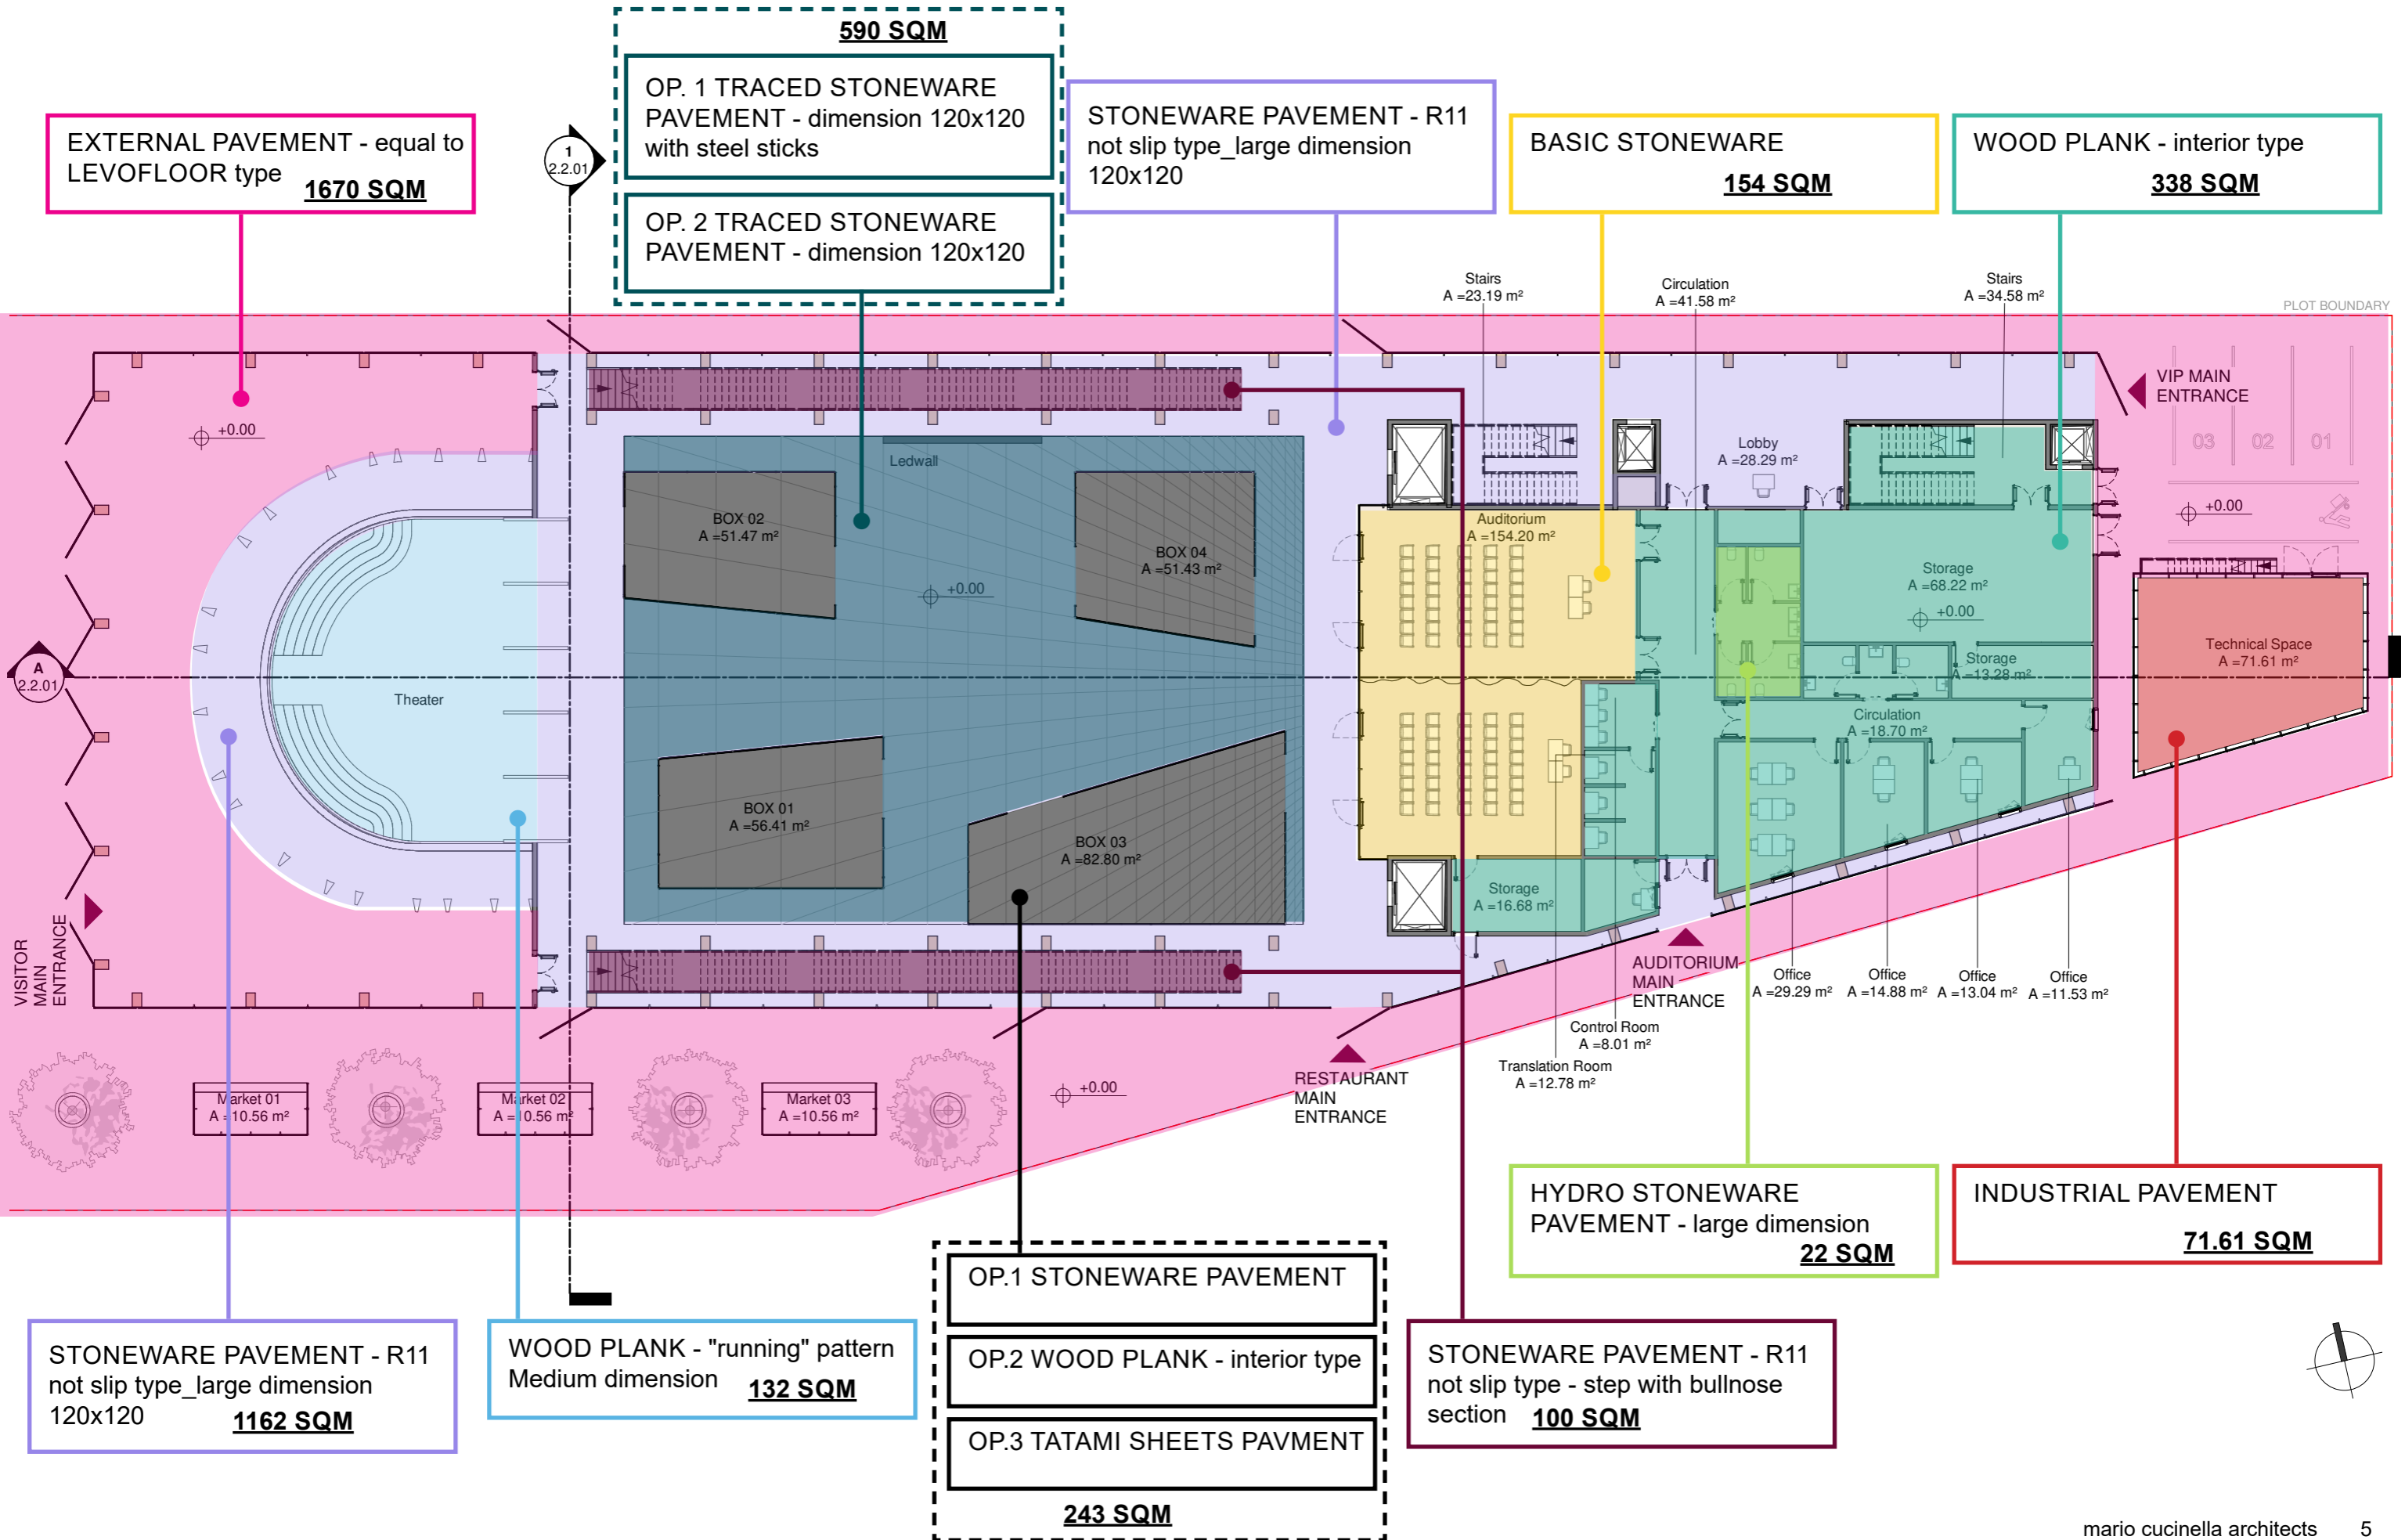 590 SQM
OP. 1 TRACED STONEWARE
PAVEMENT - dimension 120x120
with steel sticks
OP. 2 TRACED STONEWARE
PAVEMENT - dimension 120x120
EXTERNAL PAVEMENT - equal to
LEVOFLOOR type
1670 SQM
1
2.2.01
STONEWARE PAVEMENT - R11
not slip type_large dimension
120x120
BASIC STONEWARE
154 SQM
WOOD PLANK - interior type
338 SQM
Stairs
A =23.19 m²
Circulation
A =41.58 m²
Stairs
A =34.58 m²
PLOT BOUNDARY
VIP MAIN
ENTRANCE
03
02
01
+0.00
+0.00
Ledwall
Lobby
A =28.29 m²
BOX 02
A =51.47 m²
BOX 04
A =51.43 m²
+0.00
Auditorium
A =154.20 m²
Storage
A =68.22 m²
+0.00
Technical Space
A =71.61 m²
Storage
A =13.28 m²
A
2.2.01
Theater
Circulation
A =18.70 m²
BOX 01
A =56.41 m²
BOX 03
A =82.80 m²
Storage
A =16.68 m²
VISITOR
MAIN
ENTRANCE
AUDITORIUM
MAIN
ENTRANCE
Office
A =29.29 m²
Office
A =14.88 m²
Office
A =13.04 m²
Office
A =11.53 m²
Control Room
A =8.01 m²
Translation Room
A =12.78 m²
RESTAURANT
MAIN
ENTRANCE
Market 01
A =10.56 m²
Market 02
A =10.56 m²
Market 03
A =10.56 m²
+0.00
HYDRO STONEWARE
PAVEMENT - large dimension
22 SQM
INDUSTRIAL PAVEMENT
71.61 SQM
STONEWARE PAVEMENT - R11
not slip type_large dimension
120x120
1162 SQM
WOOD PLANK - "running" pattern
Medium dimension
132 SQM
OP.1 STONEWARE PAVEMENT
OP.2 WOOD PLANK - interior type
OP.3 TATAMI SHEETS PAVMENT
243 SQM
STONEWARE PAVEMENT - R11
not slip type - step with bullnose
section
100 SQM
mario cucinella architects
5